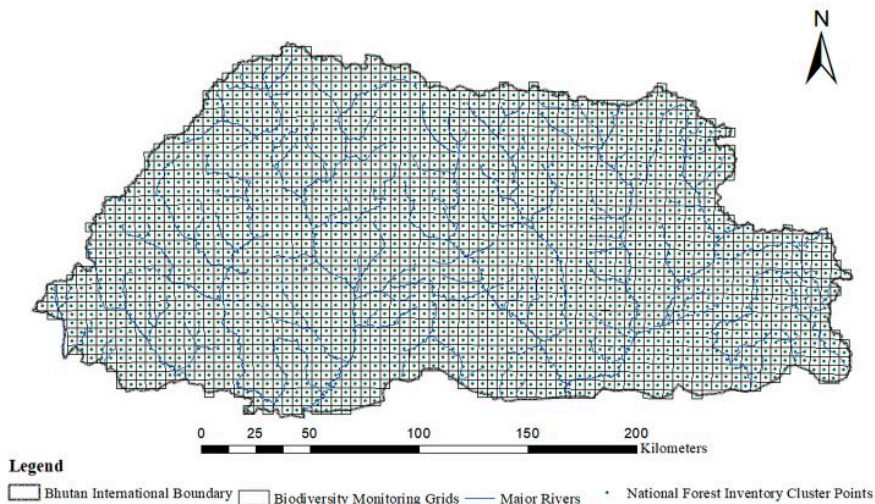 N
0 25 50 100 150 200
Kilometers
Legend
Bhutan International Boundary Biodiversity Monitoring Grids Major Rivers National Forest Inventory Cluster Points